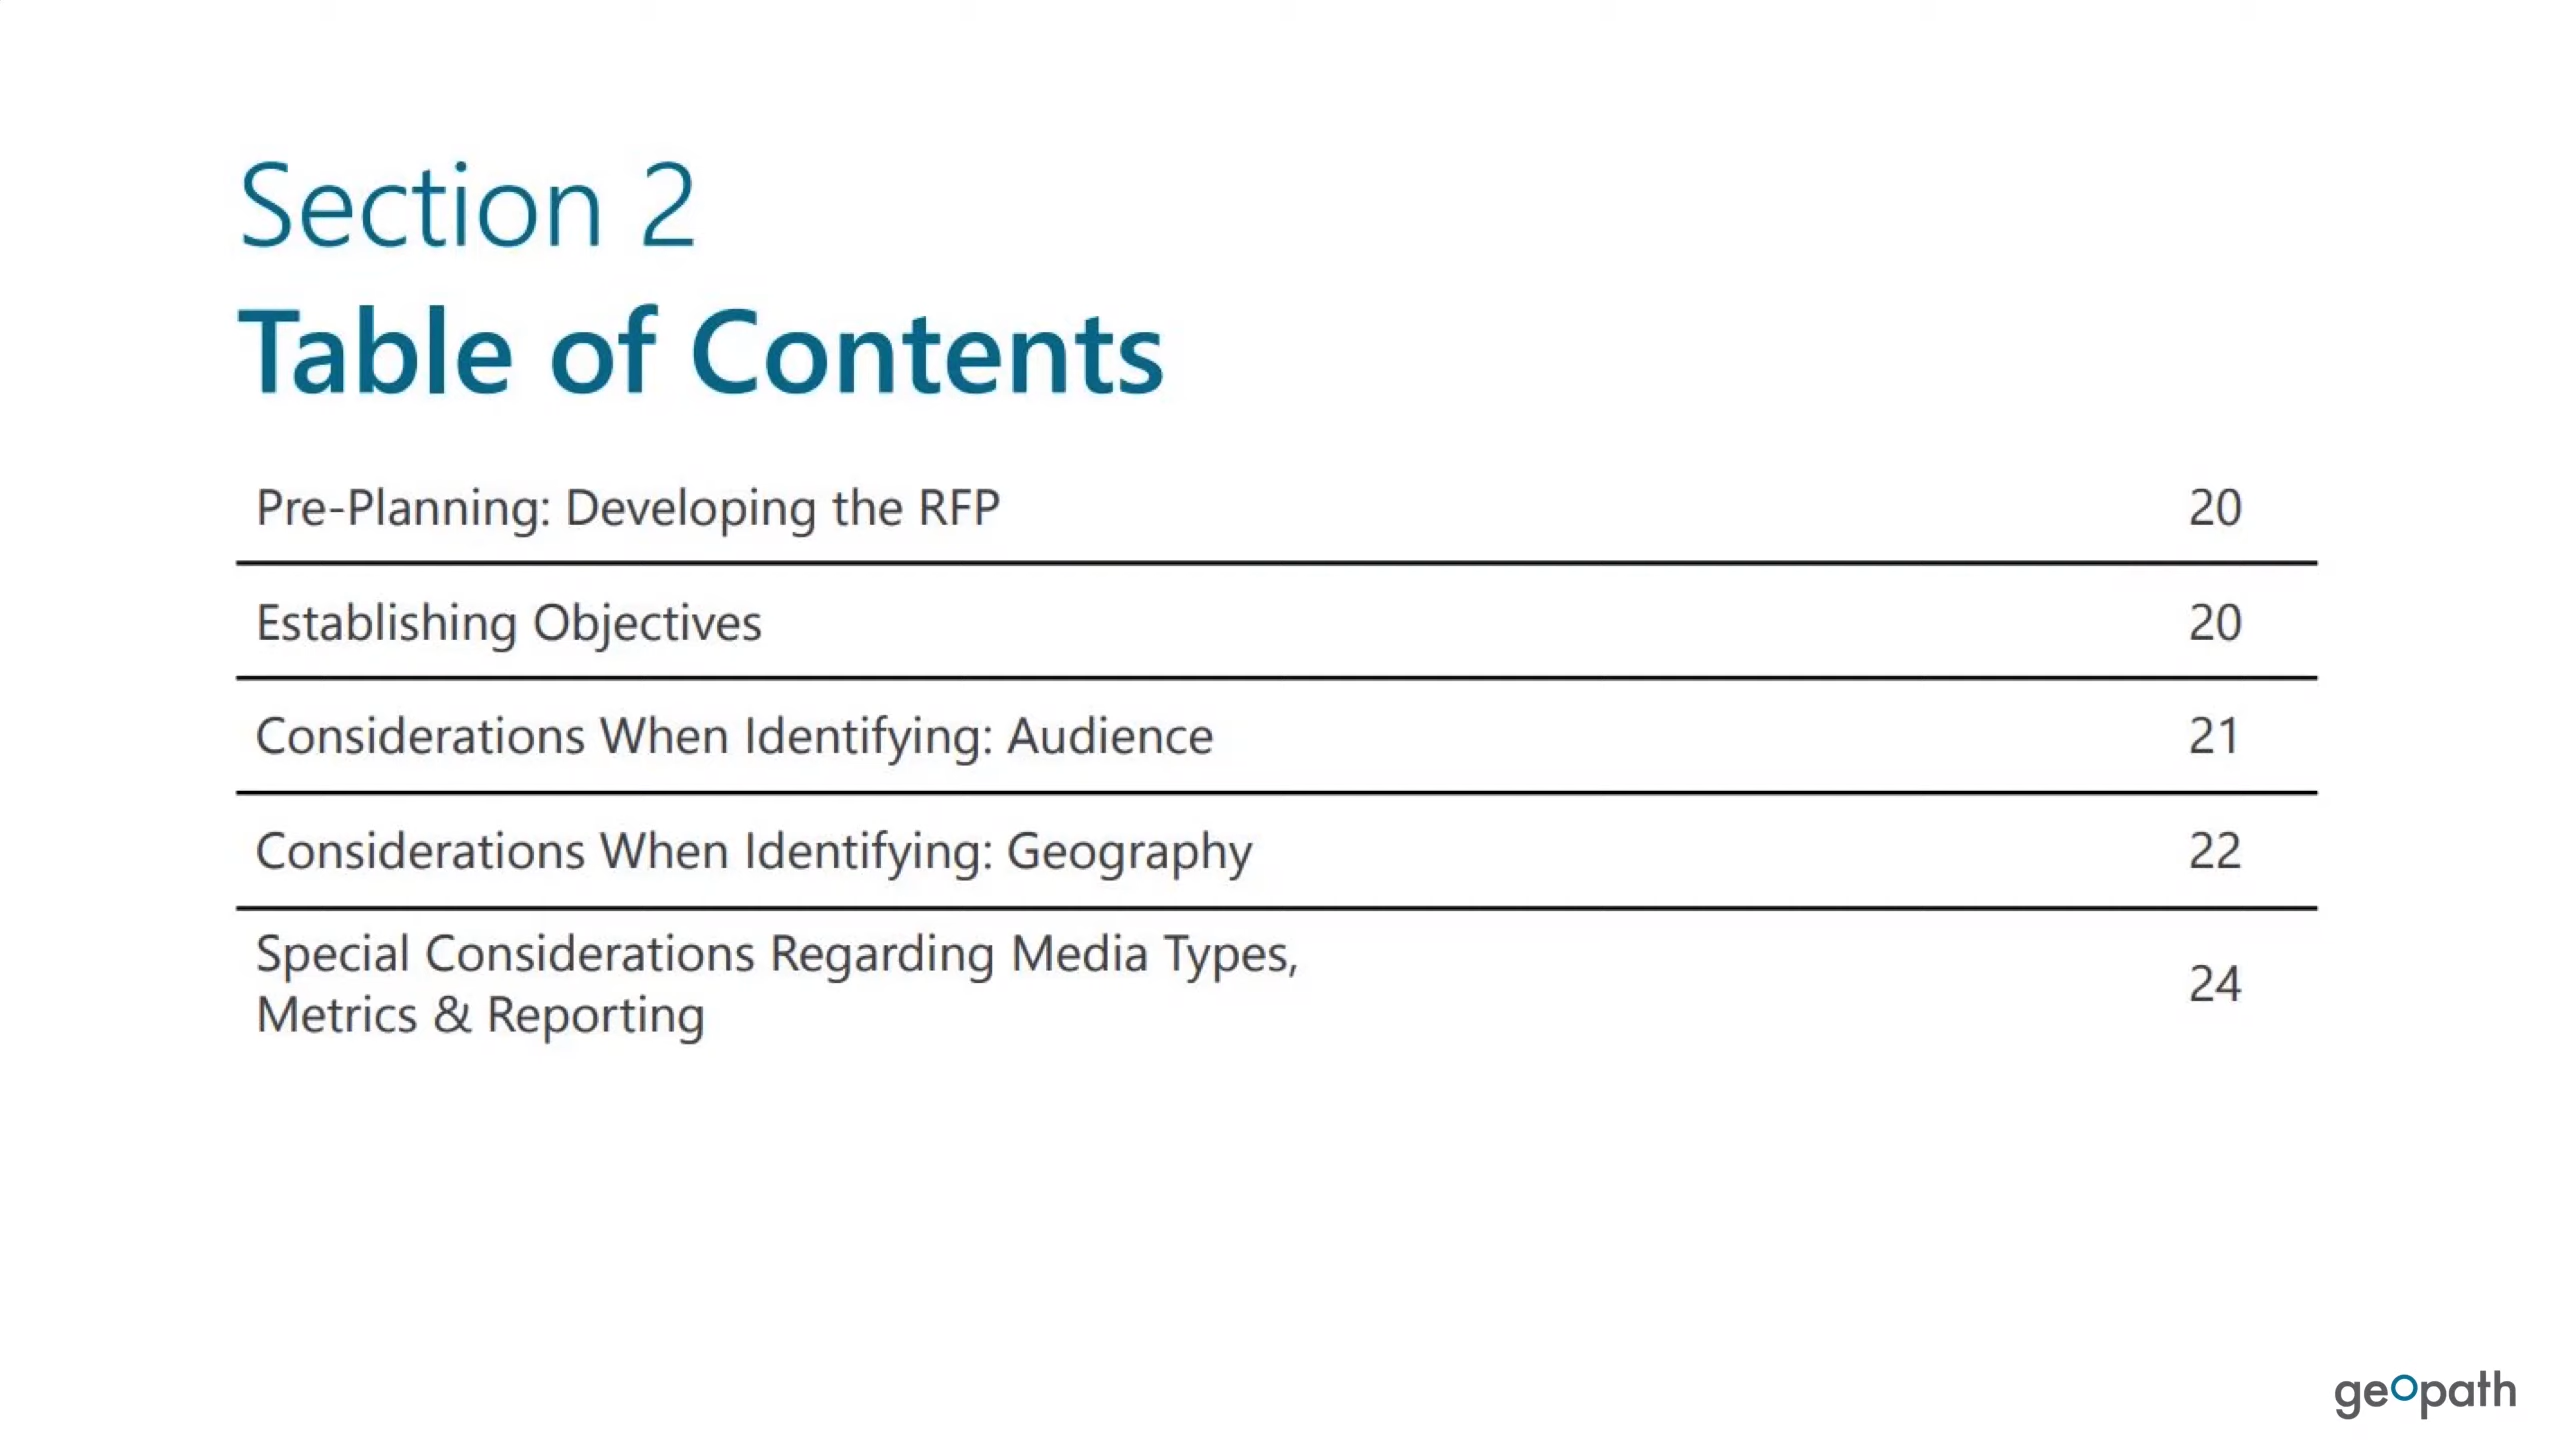 Section 2
Table of Contents
Pre-Planning: Developing the RFP 20
Establishing Objectives 20
Considerations When Identifying: Audience 21
Considerations When Identifying: Geography 22
Special Considerations Regarding Media Types,
Metrics & Reporting 24
geopath